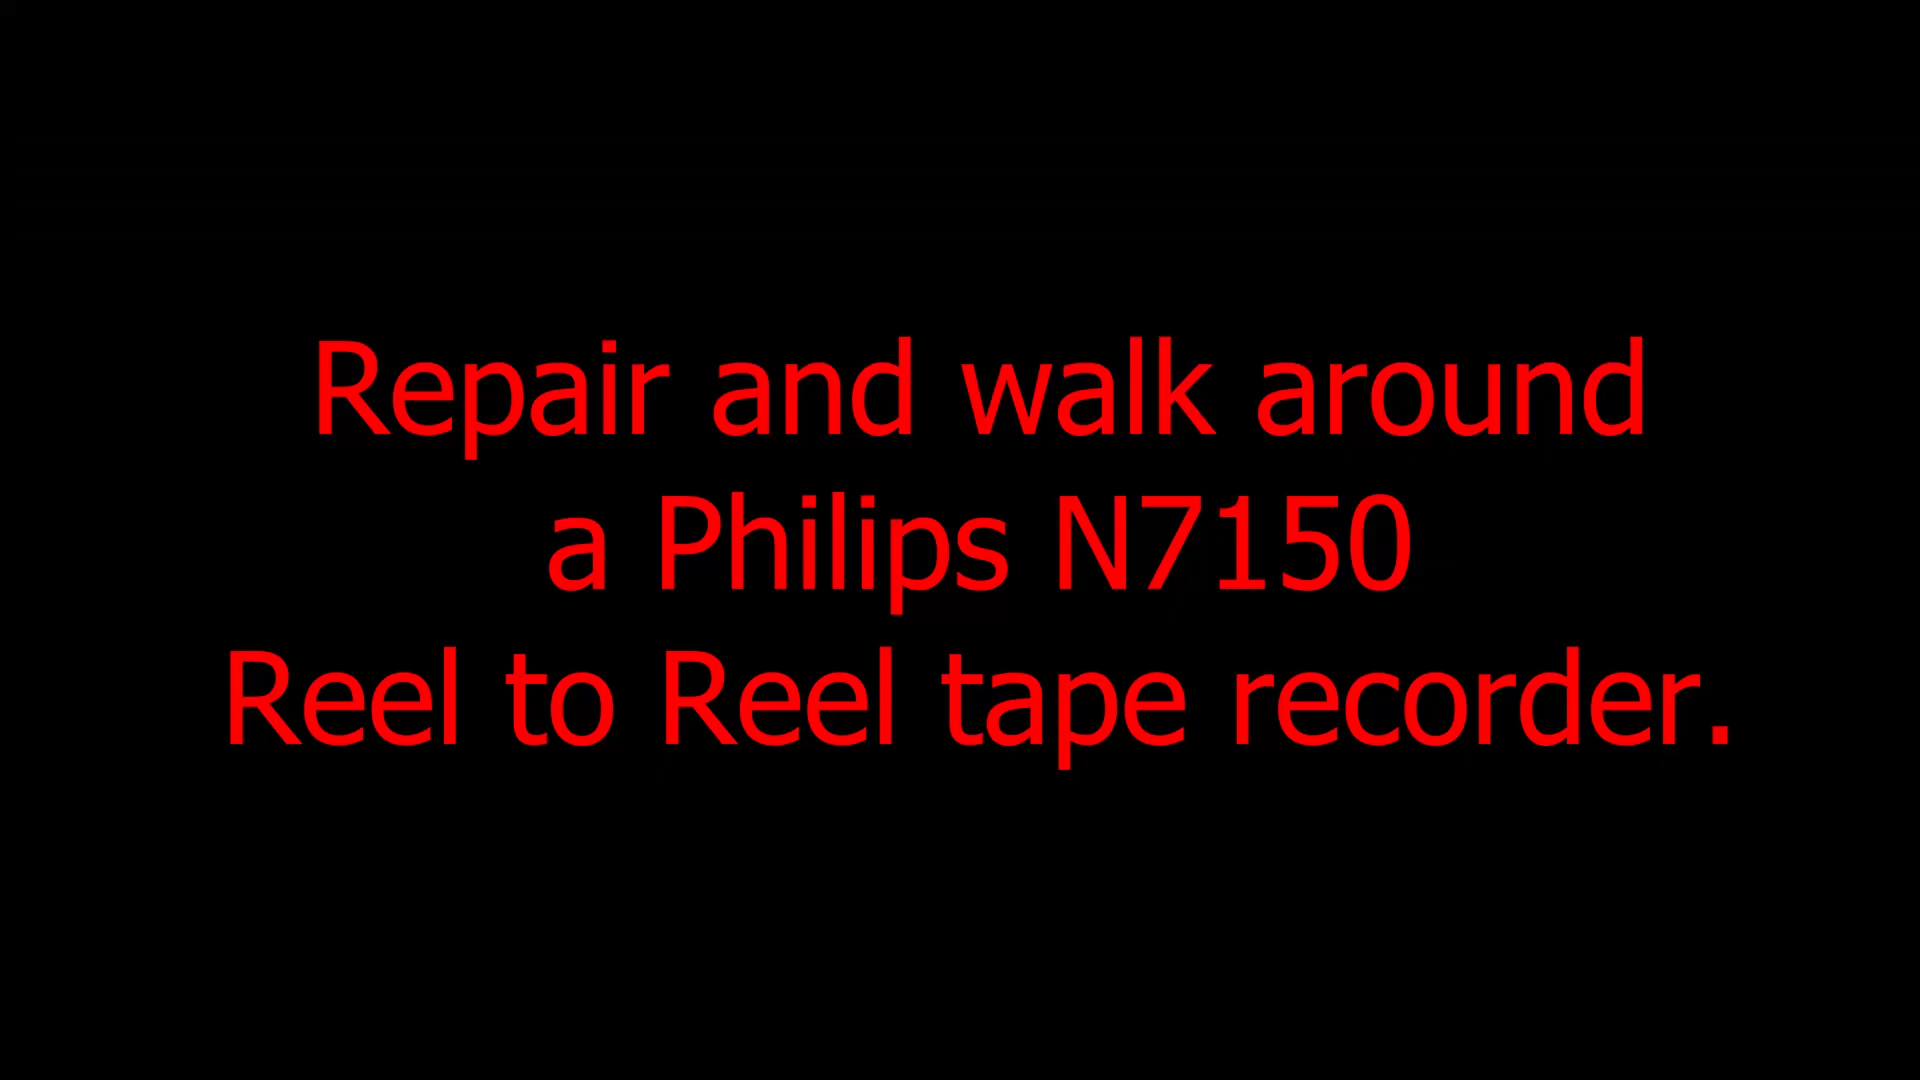 Repair and walk around
a Philips N7150
Reel to Reel tape recorder.